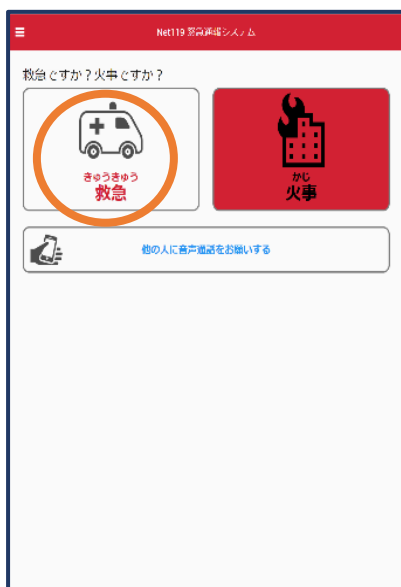 Net119 緊急通報システム
救急ですか？火事ですか？
きゅうきゅう
救急
かじ
火事
他の人に音声通話をお願いする